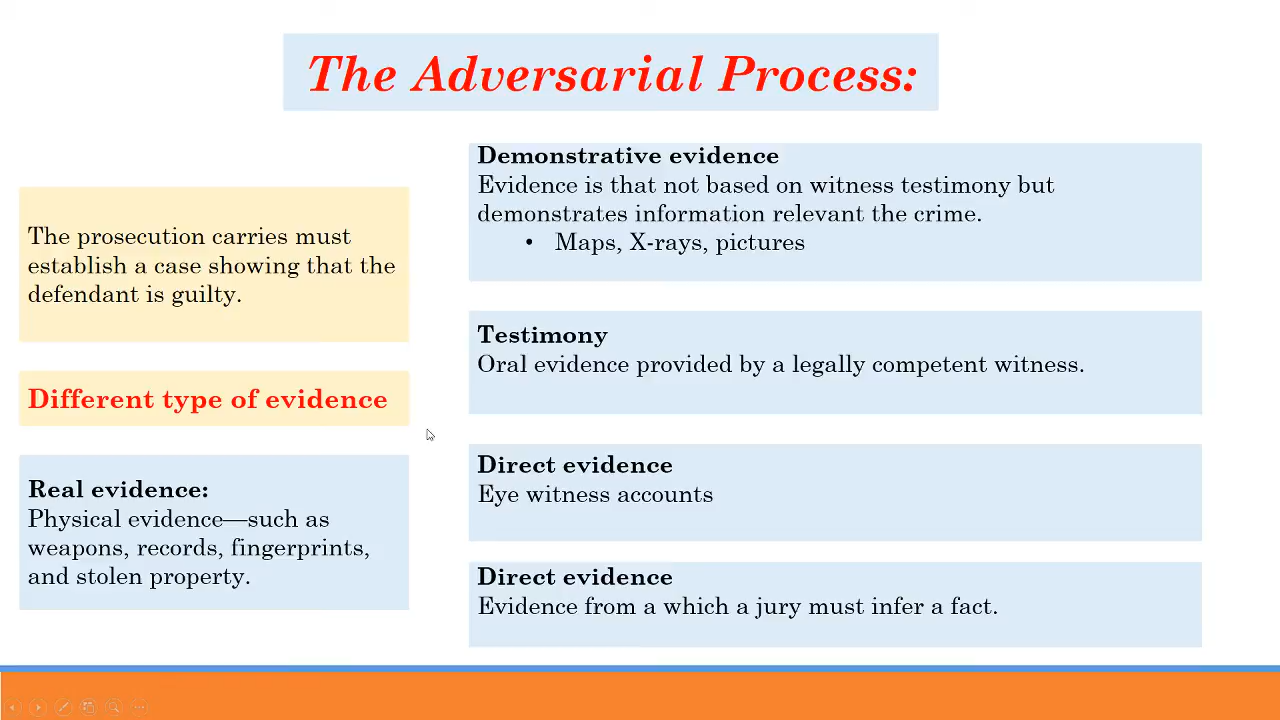 The Adversarial Process:
The prosecution carries must
establish a case showing that the
defendant is guilty.
Different type of evidence
Real evidence:
Physical evidence—such as
weapons, records, fingerprints,
and stolen property.
Demonstrative evidence
Evidence is that not based on witness testimony but
demonstrates information relevant the crime.
• Maps, X-rays, pictures
Testimony
Oral evidence provided by a legally competent witness.
Direct evidence
Eye witness accounts
Direct evidence
Evidence from a which a jury must infer a fact.